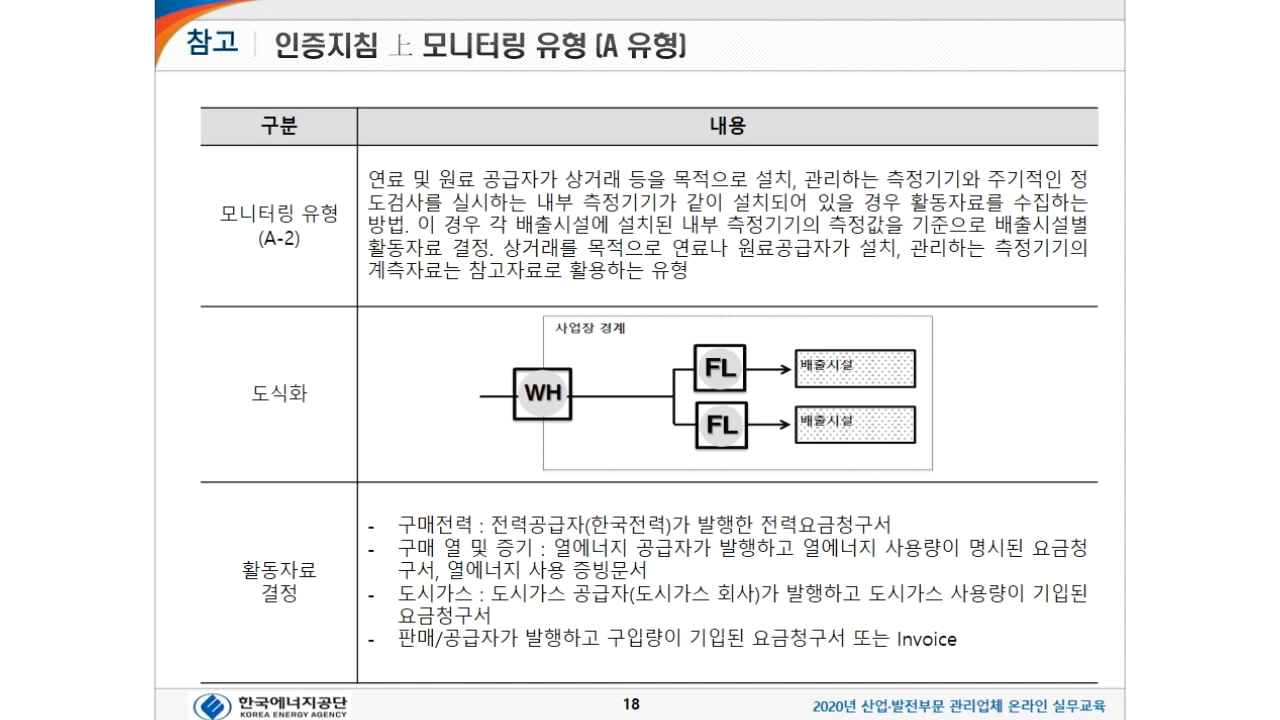 참고
인증지침 上 모니터링 유형 (A 유형)
구분
내용
모니터링 유형
(A-2)
연료 및 원료 공급자가 상거래 등을 목적으로 설치, 관리하는 측정기기와 주기적인 정
도검사를 실시하는 내부 측정기기가 같이 설치되어 있을 경우 활동자료를 수집하는
방법. 이 경우 각 배출시설에 설치된 내부 측정기기의 측정값을 기준으로 배출시설별
활동자료 결정. 상거래를 목적으로 연료나 원료공급자가 설치, 관리하는 측정기기의
계측자료는 참고자료로 활용하는 유형
도식화
사업장 경계
WH
FL
배출시설
FL
배출시설
활동자료
결정
- 구매전력 : 전력공급자(한국전력)가 발행한 전력요금청구서
- 구매 열 및 증기 : 열에너지 공급자가 발행하고 열에너지 사용량이 명시된 요금청
구서, 열에너지 사용 증빙문서
- 도시가스 : 도시가스 공급자(도시가스 회사)가 발행하고 도시가스 사용량이 기입된
요금청구서
- 판매/공급자가 발행하고 구입량이 기입된 요금청구서 또는 Invoice
한국에너지공단
KOREA ENERGY AGENCY
18
2020년 산업·발전부문 관리업체 온라인 실무교육